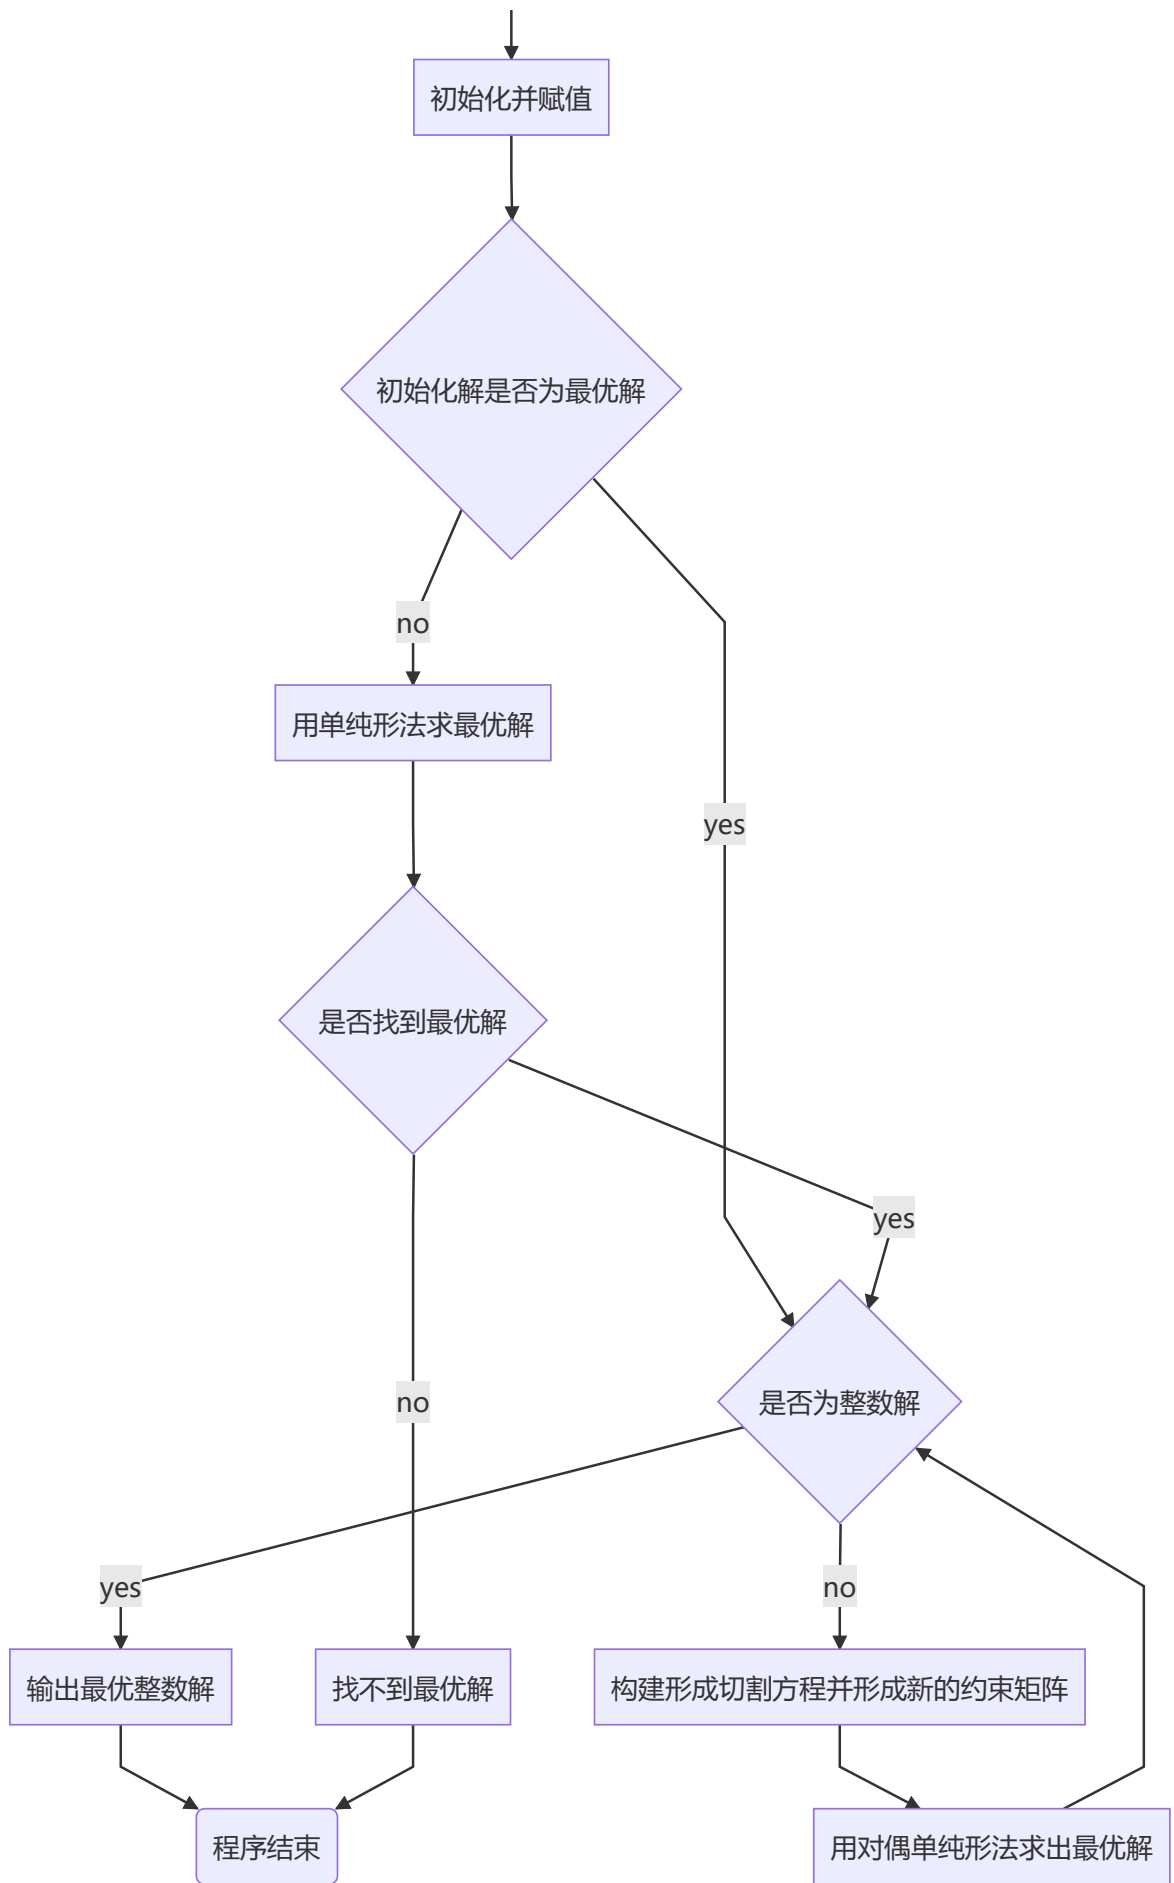 初始化并赋值
初始化解是否为最优解
no
用单纯形法求最优解
yes
是否找到最优解
yes
no
是否为整数解
yes
no
输出最优整数解
找不到最优解
构建形成切割方程并形成新的约束矩阵
程序结束
用对偶单纯形法求出最优解